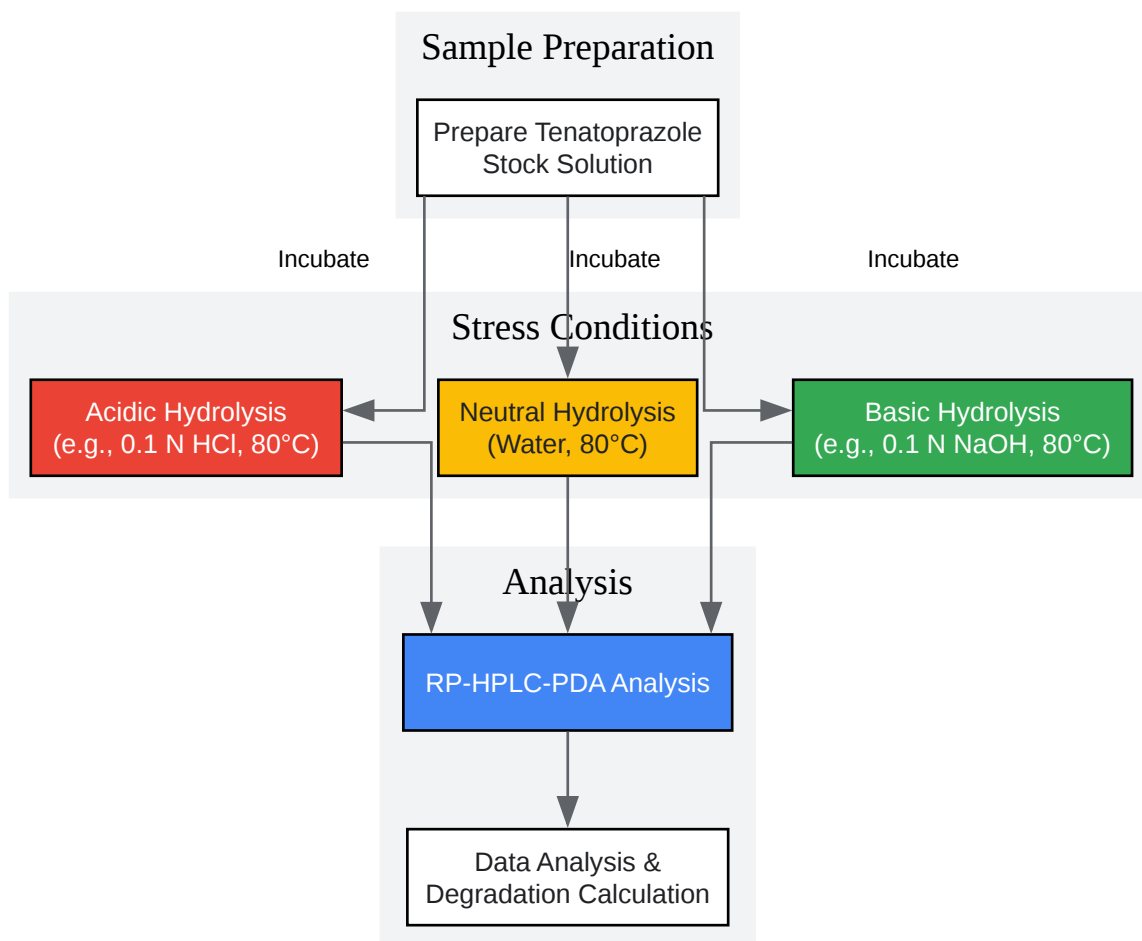 Sample Preparation
Prepare Tenatoprazole
Stock Solution
Incubate
Incubate
Incubate
Stress Conditions
Acidic Hydrolysis
(e.g., 0.1 N HCl, 80°C)
Neutral Hydrolysis
(Water, 80°C)
Basic Hydrolysis
(e.g., 0.1 N NaOH, 80°C)
Analysis
RP-HPLC-PDA Analysis
Data Analysis &
Degradation Calculation